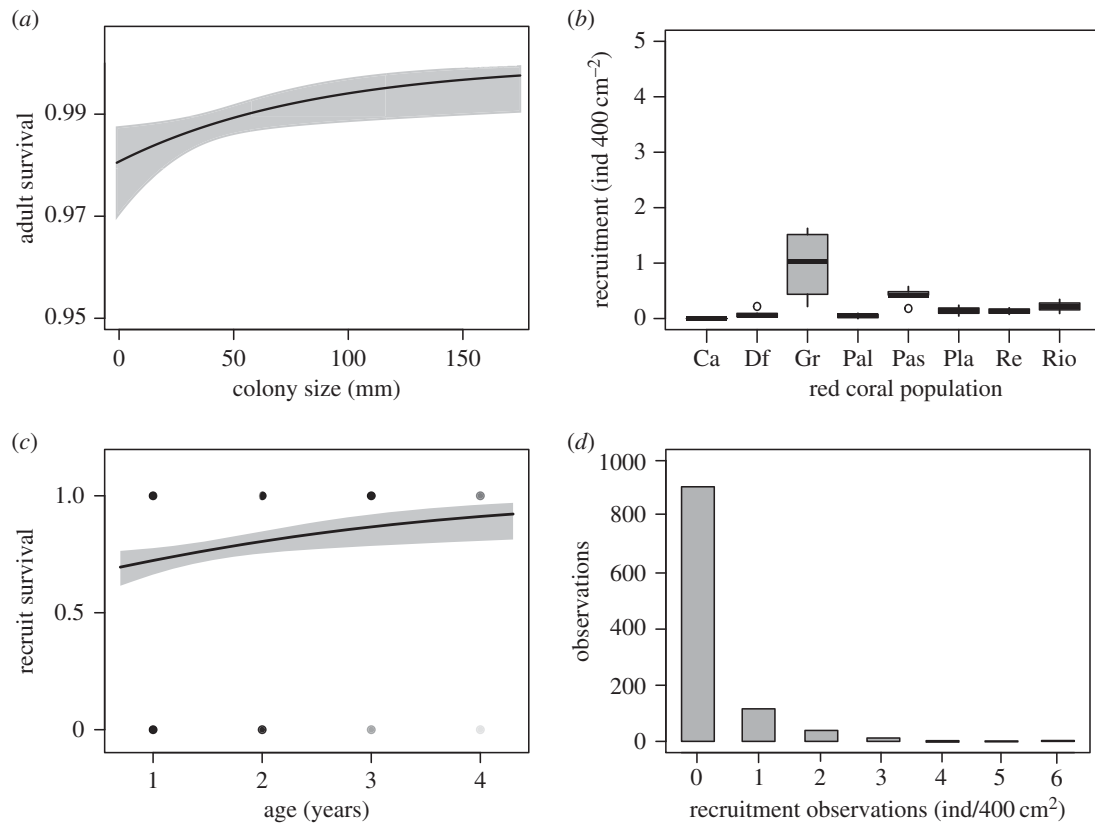 (a)
adult survival
0.99
0.97
0.95
0 50 100 150
colony size (mm)
(b)
recruitment (ind 400 cm−2)
5
4
3
2
1
0
Ca Df Gr Pal Pas Pla Re Rio
red coral population
(c)
recruit survival
1.0
0.5
0
1 2 3 4
age (years)
(d)
observations
1000
800
600
400
200
0
0 1 2 3 4 5 6
recruitment observations (ind/400 cm2)